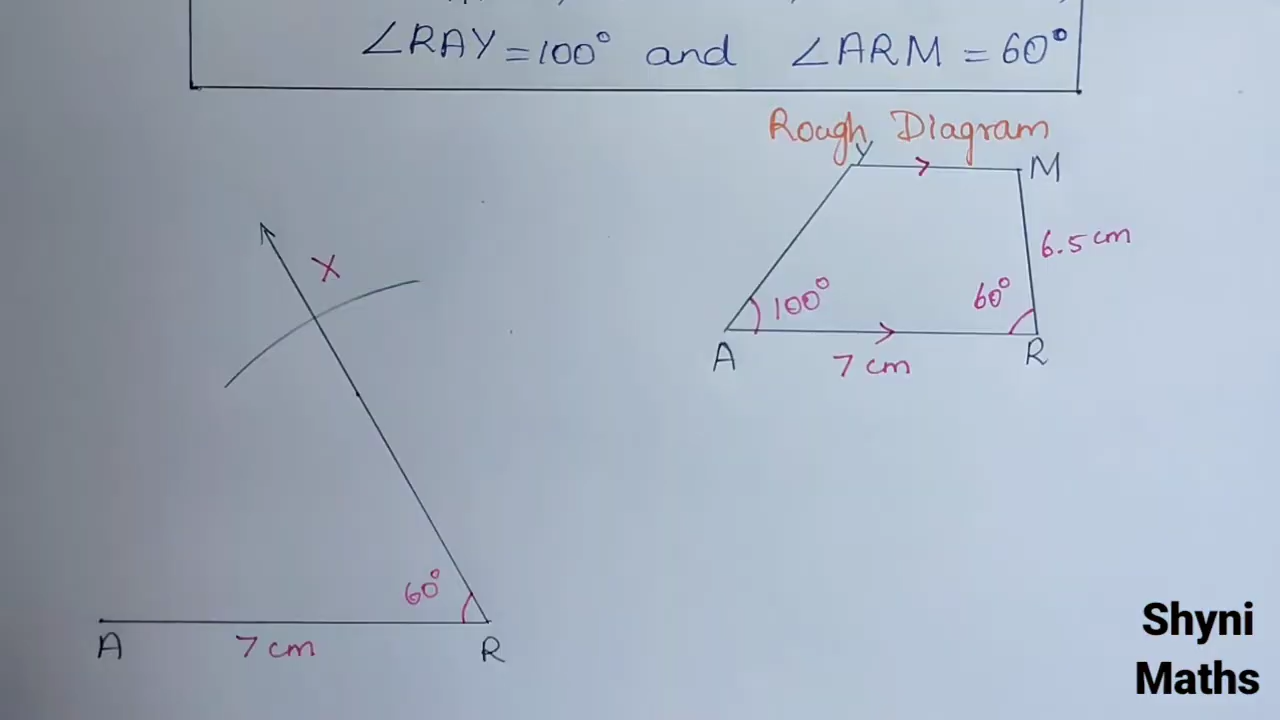 ∠RAY = 100° and ∠ARM = 60°
Rough Diagram
Y
M
X
6.5 cm
100°
60°
A
R
7 cm
60°
A
7 cm
R
Shyni
Maths